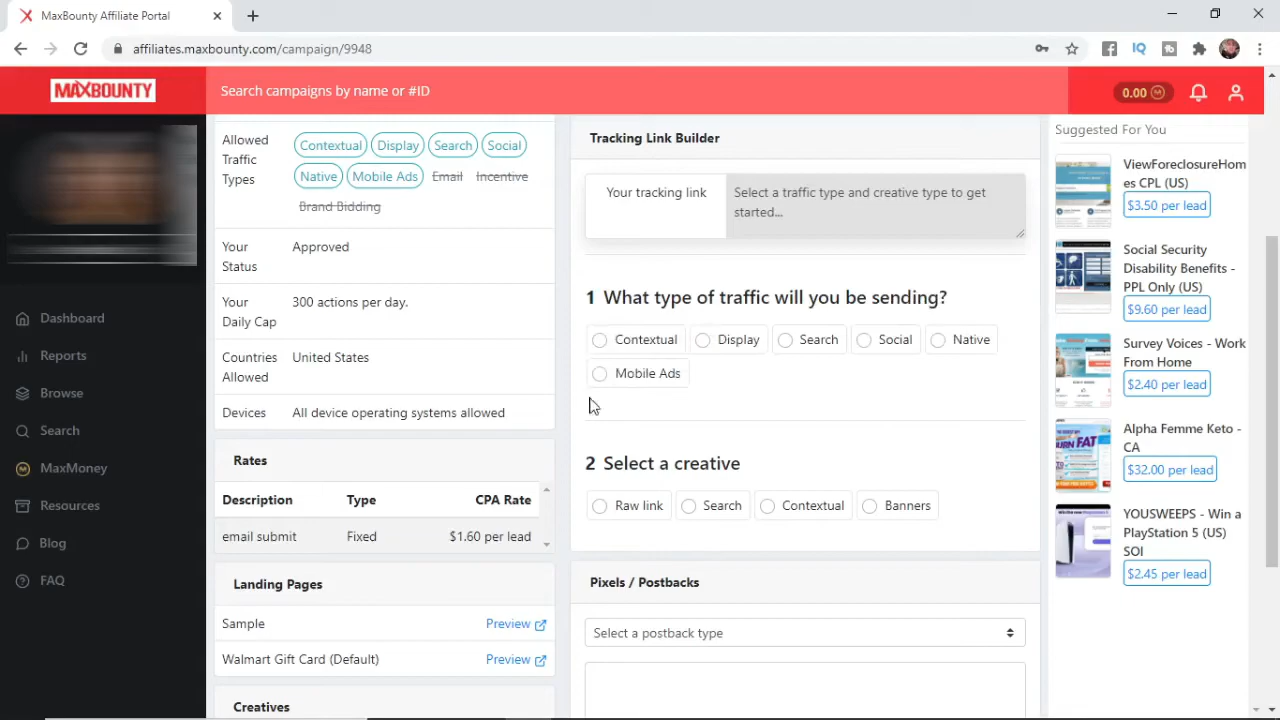 MaxBounty Affiliate Portal
affiliates.maxbounty.com/campaign/9948
IQ
MAXBOUNTY
Search campaigns by name or #ID
0.00
Dashboard
Reports
Browse
Search
MaxMoney
Resources
Blog
FAQ
Allowed
Traffic
Types
Contextual Display Search Social
Native Mobile Ads Email Incentive
Brand Bidding
Your
Status
Approved
Your
Daily Cap
300 actions per day.
Countries
Allowed
United States
Devices
All device operating systems allowed
Rates
Description Type CPA Rate
email submit Fixed $1.60 per lead
Landing Pages
Sample Preview
Walmart Gift Card (Default) Preview
Creatives
Tracking Link Builder
Your tracking link
Select a traffic type and creative type to get
started...
1 What type of traffic will you be sending?
Contextual Display Search Social Native
Mobile Ads
2 Select a creative
Raw link Search Contextual Banners
Pixels / Postbacks
Select a postback type
Suggested For You
ViewForeclosureHom
es CPL (US)
$3.50 per lead
Social Security
Disability Benefits -
PPL Only (US)
$9.60 per lead
Survey Voices - Work
From Home
$2.40 per lead
Alpha Femme Keto -
CA
$32.00 per lead
YOUSWEEPS - Win a
PlayStation 5 (US)
SOI
$2.45 per lead